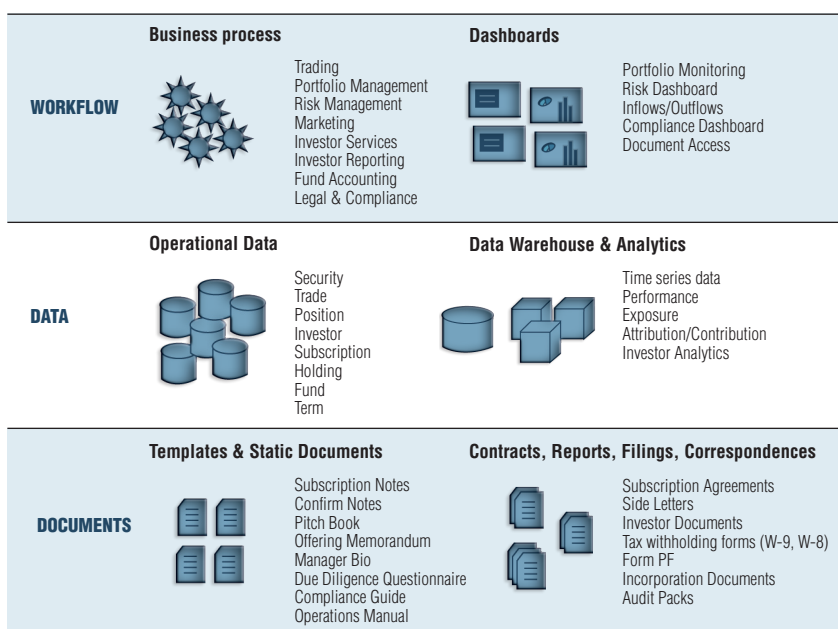 Business process
Dashboards
WORKFLOW
Trading
Portfolio Management
Risk Management
Marketing
Investor Services
Investor Reporting
Fund Accounting
Legal & Compliance
Portfolio Monitoring
Risk Dashboard
Inflows/Outflows
Compliance Dashboard
Document Access
Operational Data
Data Warehouse & Analytics
DATA
Security
Trade
Position
Investor
Subscription
Holding
Fund
Term
Time series data
Performance
Exposure
Attribution/Contribution
Investor Analytics
Templates & Static Documents
Contracts, Reports, Filings, Correspondences
DOCUMENTS
Subscription Notes
Confirm Notes
Pitch Book
Offering Memorandum
Manager Bio
Due Diligence Questionnaire
Compliance Guide
Operations Manual
Subscription Agreements
Side Letters
Investor Documents
Tax withholding forms (W-9, W-8)
Form PF
Incorporation Documents
Audit Packs